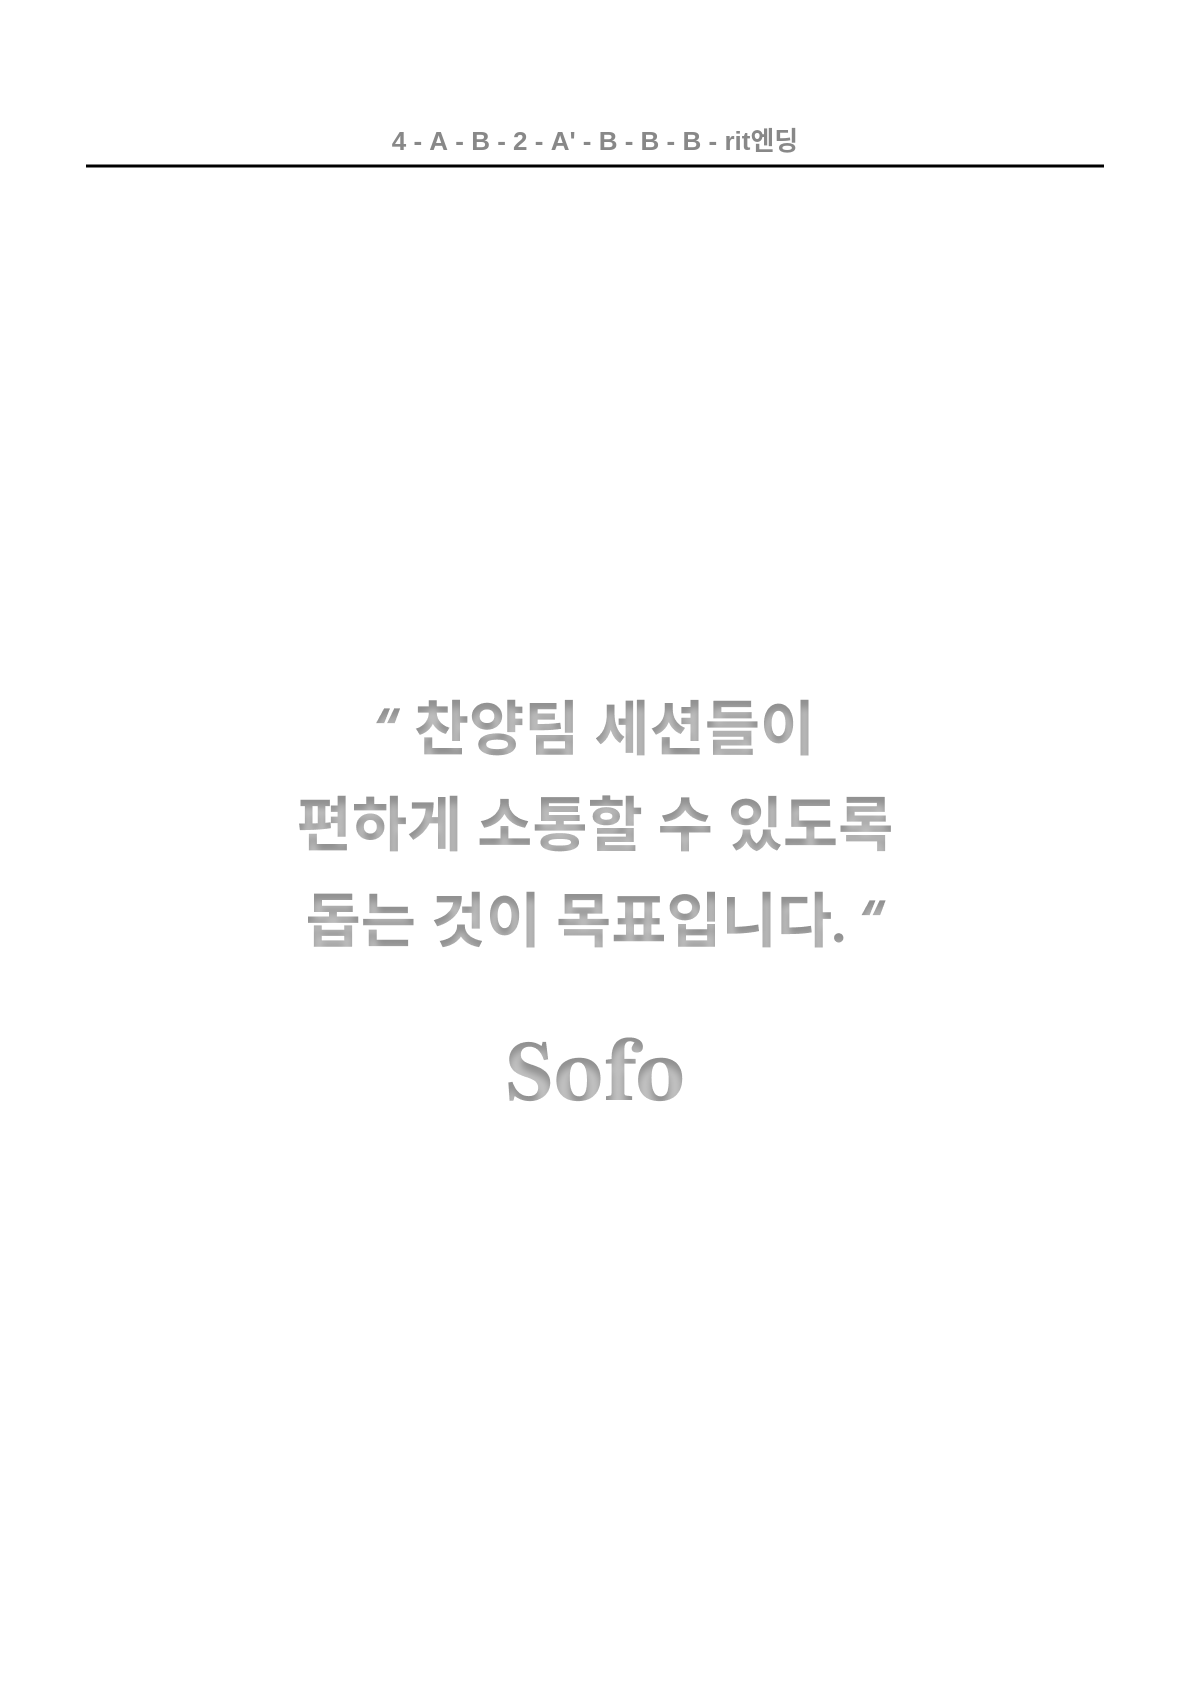 4 - A - B - 2 - A' - B - B - B - rit엔딩
“ 찬양팀 세션들이
편하게 소통할 수 있도록
돕는 것이 목표입니다. “
Sofo